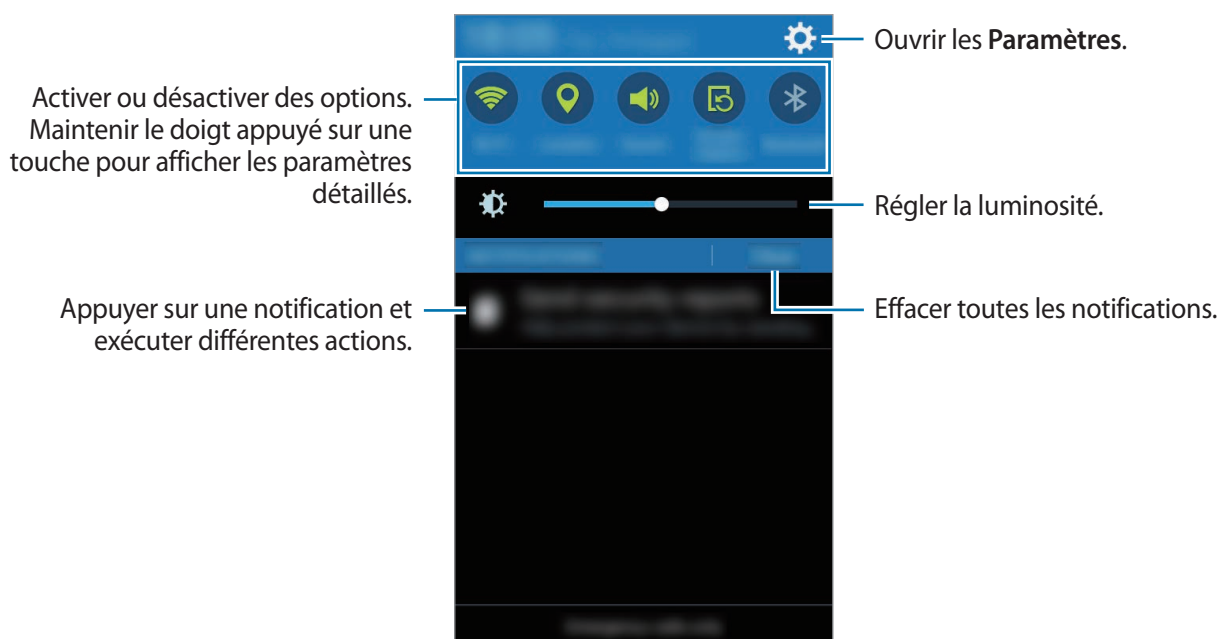 Ouvrir les Paramètres.
Activer ou désactiver des options.
Maintenir le doigt appuyé sur une
touche pour afficher les paramètres
détaillés.
Régler la luminosité.
Appuyer sur une notification et
exécuter différentes actions.
Effacer toutes les notifications.